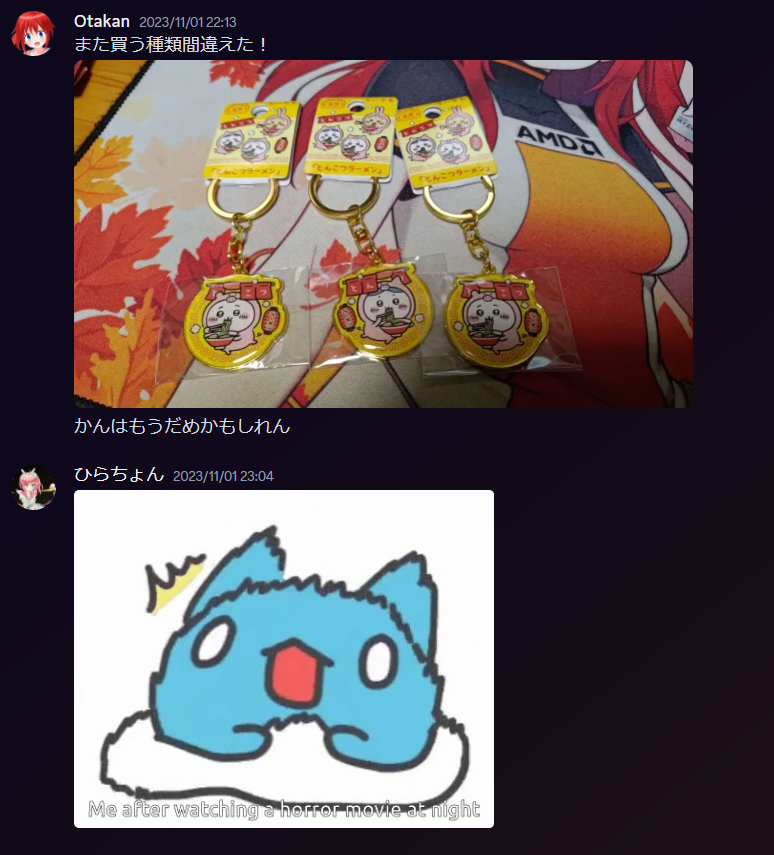 Otakan 2023/11/01 22:13
また買う種類間違えた！
AMD
「とんこつラーメン」
「とんこつラーメン」
「とんこつラーメン」
とん
かんはもうだめかもしれん
ひらちょん 2023/11/01 23:04
Me after watching a horror movie at night